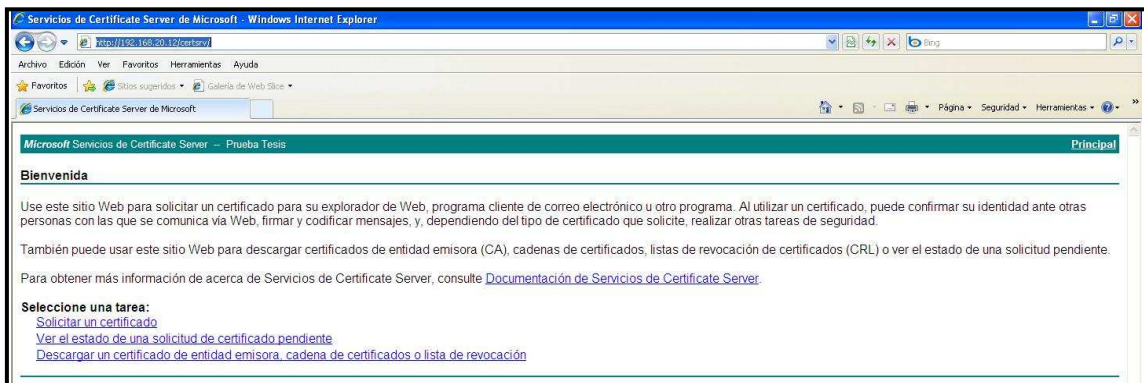 Servicios de Certificate Server de Microsoft - Windows Internet Explorer
http://192.168.20.12/certsrv/
Bing
Archivo Edición Ver Favoritos Herramientas Ayuda
Favoritos Sitios sugeridos Galería de Web Slice
Servicios de Certificate Server de Microsoft Página Seguridad Herramientas »
Microsoft Servicios de Certificate Server -- Prueba Tesis Principal
Bienvenida
Use este sitio Web para solicitar un certificado para su explorador de Web, programa cliente de correo electrónico u otro programa. Al utilizar un certificado, puede confirmar su identidad ante otras
personas con las que se comunica vía Web, firmar y codificar mensajes, y, dependiendo del tipo de certificado que solicite, realizar otras tareas de seguridad.
También puede usar este sitio Web para descargar certificados de entidad emisora (CA), cadenas de certificados, listas de revocación de certificados (CRL) o ver el estado de una solicitud pendiente.
Para obtener más información de acerca de Servicios de Certificate Server, consulte Documentación de Servicios de Certificate Server.
Seleccione una tarea:
Solicitar un certificado
Ver el estado de una solicitud de certificado pendiente
Descargar un certificado de entidad emisora, cadena de certificados o lista de revocación